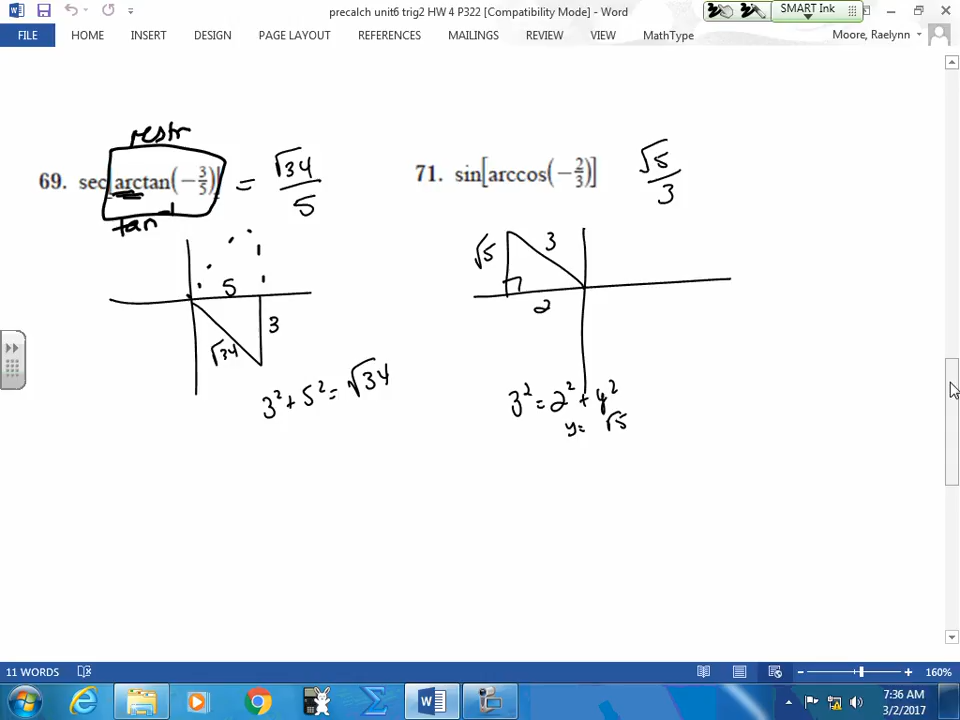 precalch unit6 trig2 HW 4 P322 [Compatibility Mode] - Word
SMART Ink
FILE HOME INSERT DESIGN PAGE LAYOUT REFERENCES MAILINGS REVIEW VIEW MathType Moore, Raelynn
restr
69. sec[arctan(-3/5)] = √34/5
tan⁻¹
71. sin[arccos(-2/3)] √5/3
5
3
√34
3² + 5² = √34
√5
3
2
3² = 2² + y²
y = √5
11 WORDS 160%
7:36 AM
3/2/2017